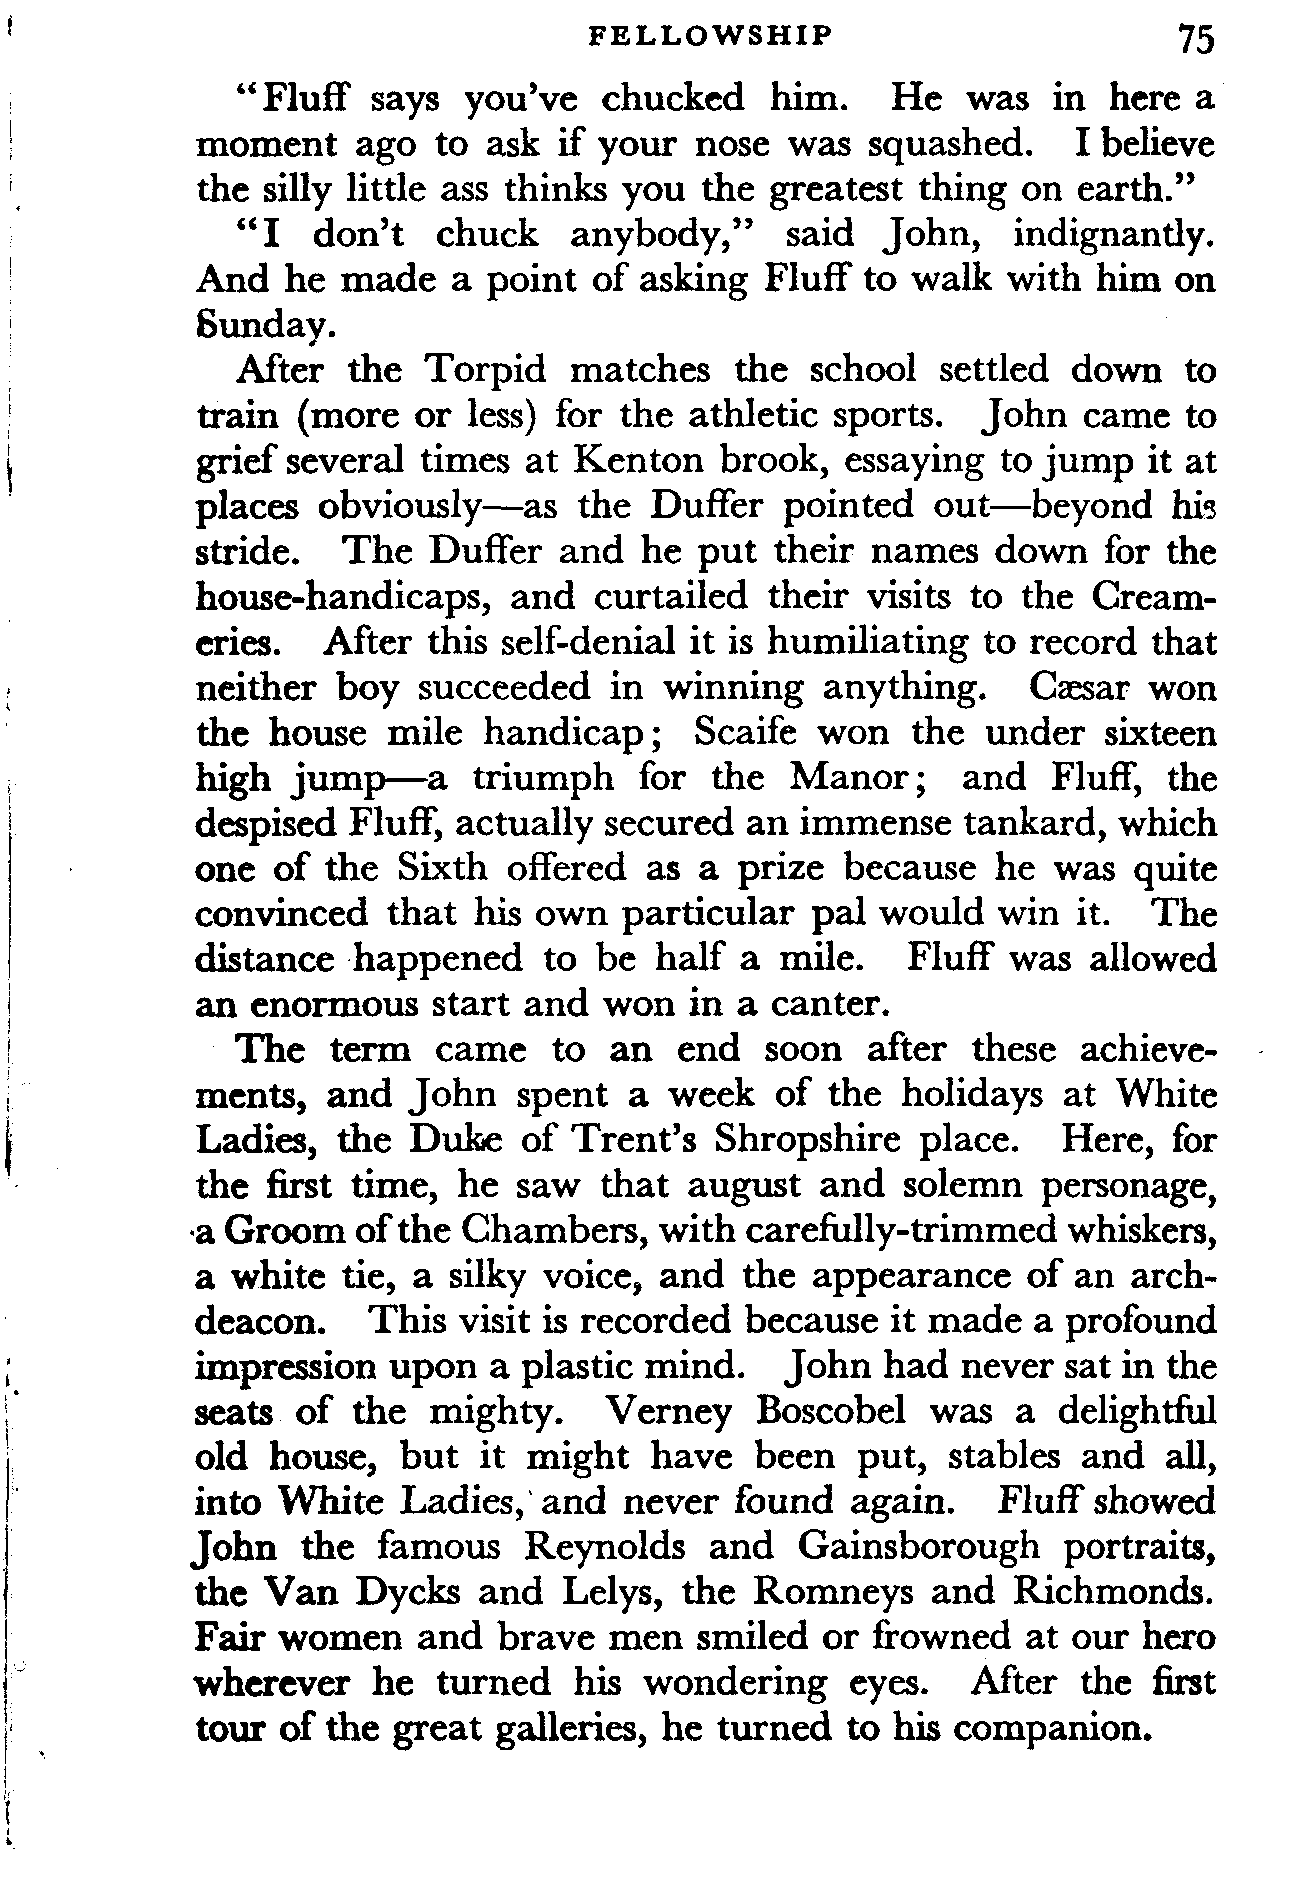 FELLOWSHIP 75
“Fluff says you’ve chucked him. He was in here a
moment ago to ask if your nose was squashed. I believe
the silly little ass thinks you the greatest thing on earth.”
“I don’t chuck anybody,” said John, indignantly.
And he made a point of asking Fluff to walk with him on
Sunday.
After the Torpid matches the school settled down to
train (more or less) for the athletic sports. John came to
grief several times at Kenton brook, essaying to jump it at
places obviously—as the Duffer pointed out—beyond his
stride. The Duffer and he put their names down for the
house-handicaps, and curtailed their visits to the Cream-
eries. After this self-denial it is humiliating to record that
neither boy succeeded in winning anything. Cæsar won
the house mile handicap; Scaife won the under sixteen
high jump—a triumph for the Manor; and Fluff, the
despised Fluff, actually secured an immense tankard, which
one of the Sixth offered as a prize because he was quite
convinced that his own particular pal would win it. The
distance happened to be half a mile. Fluff was allowed
an enormous start and won in a canter.
The term came to an end soon after these achieve-
ments, and John spent a week of the holidays at White
Ladies, the Duke of Trent’s Shropshire place. Here, for
the first time, he saw that august and solemn personage,
a Groom of the Chambers, with carefully-trimmed whiskers,
a white tie, a silky voice, and the appearance of an arch-
deacon. This visit is recorded because it made a profound
impression upon a plastic mind. John had never sat in the
seats of the mighty. Verney Boscobel was a delightful
old house, but it might have been put, stables and all,
into White Ladies, and never found again. Fluff showed
John the famous Reynolds and Gainsborough portraits,
the Van Dycks and Lelys, the Romneys and Richmonds.
Fair women and brave men smiled or frowned at our hero
wherever he turned his wondering eyes. After the first
tour of the great galleries, he turned to his companion.